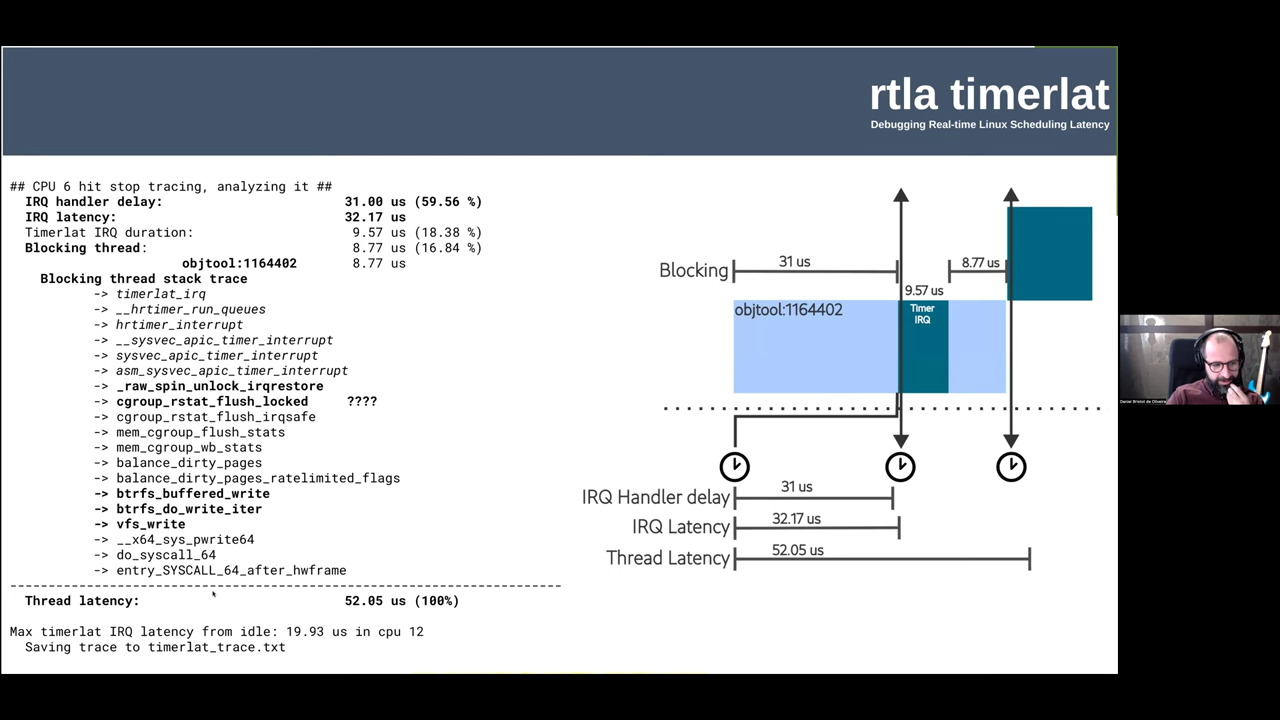 rtla timerlat
Debugging Real-time Linux Scheduling Latency
## CPU 6 hit stop tracing, analyzing it ##
IRQ handler delay: 31.00 us (59.56 %)
IRQ latency: 32.17 us
Timerlat IRQ duration: 9.57 us (18.38 %)
Blocking thread: 8.77 us (16.84 %)
objtool:1164402 8.77 us
Blocking thread stack trace
-> timerlat_irq
-> __hrtimer_run_queues
-> hrtimer_interrupt
-> __sysvec_apic_timer_interrupt
-> sysvec_apic_timer_interrupt
-> asm_sysvec_apic_timer_interrupt
-> _raw_spin_unlock_irqrestore
-> cgroup_rstat_flush_locked ????
-> cgroup_rstat_flush_irqsafe
-> mem_cgroup_flush_stats
-> mem_cgroup_wb_stats
-> balance_dirty_pages
-> balance_dirty_pages_ratelimited_flags
-> btrfs_buffered_write
-> btrfs_do_write_iter
-> vfs_write
-> __x64_sys_pwrite64
-> do_syscall_64
-> entry_SYSCALL_64_after_hwframe
--------------------------------------------------------------------
Thread latency: 52.05 us (100%)
Max timerlat IRQ latency from idle: 19.93 us in cpu 12
Saving trace to timerlat_trace.txt
Blocking
31 us
8.77 us
9.57 us
objtool:1164402
Timer
IRQ
IRQ Handler delay
31 us
IRQ Latency
32.17 us
Thread Latency
52.05 us
Daniel Bristot de Oliveira